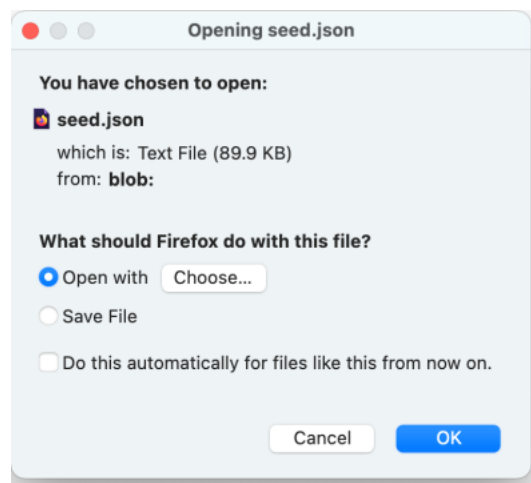 Opening seed.json
You have chosen to open:
seed.json
which is: Text File (89.9 KB)
from: blob:
What should Firefox do with this file?
Open with Choose...
Save File
Do this automatically for files like this from now on.
Cancel OK